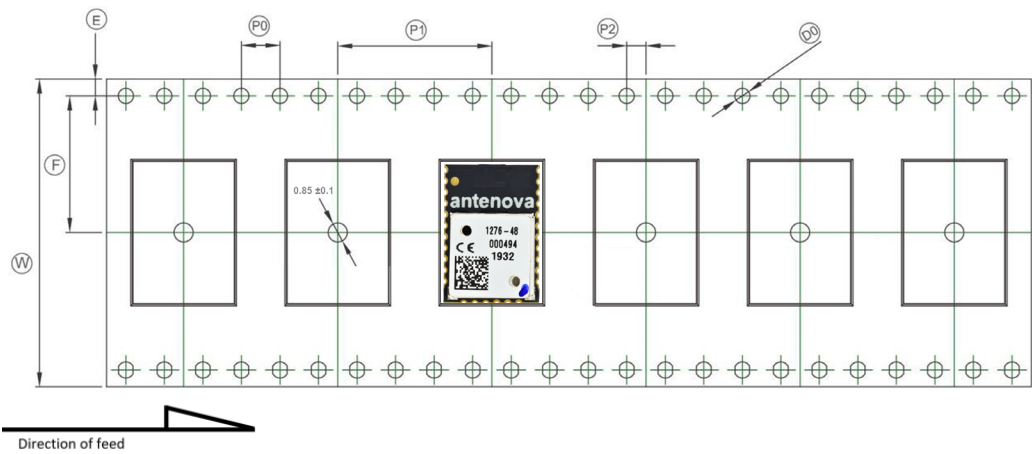 E
P0
P1
P2
D0
F
0.85 ±0.1
antenova
1276-48
CE 000494
1932
W
Direction of feed